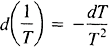 d(1/T) = -dT/T²